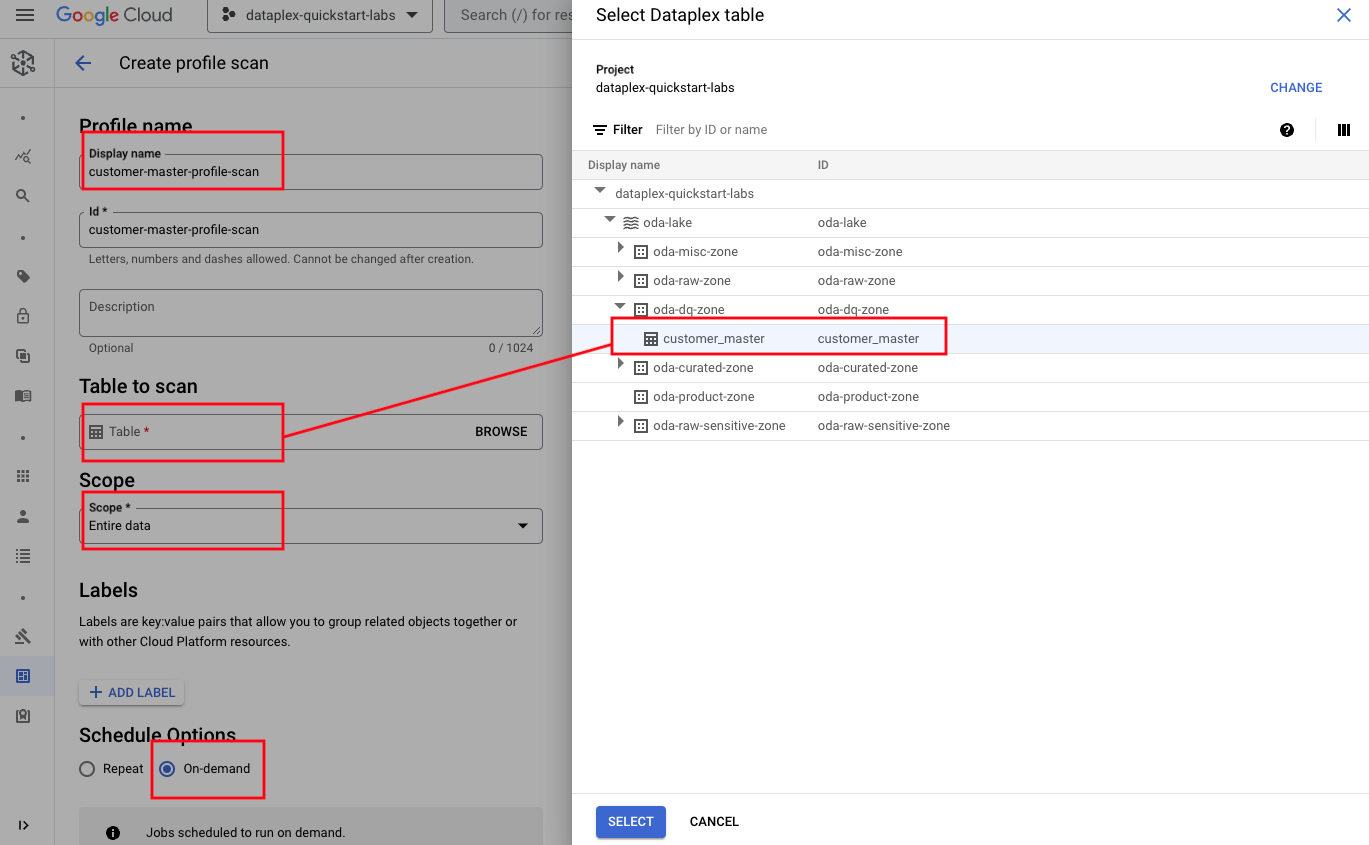 Google Cloud
dataplex-quickstart-labs
Search (/) for res
Create profile scan
Profile name
Display name
customer-master-profile-scan
Id *
customer-master-profile-scan
Letters, numbers and dashes allowed. Cannot be changed after creation.
Description
Optional
0 / 1024
Table to scan
Table *
BROWSE
Scope
Scope *
Entire data
Labels
Labels are key:value pairs that allow you to group related objects together or
with other Cloud Platform resources.
ADD LABEL
Schedule Options
Repeat
On-demand
Jobs scheduled to run on demand.
Select Dataplex table
Project
dataplex-quickstart-labs
CHANGE
Filter Filter by ID or name
Display name ID
dataplex-quickstart-labs
oda-lake oda-lake
oda-misc-zone oda-misc-zone
oda-raw-zone oda-raw-zone
oda-dq-zone oda-dq-zone
customer_master customer_master
oda-curated-zone oda-curated-zone
oda-product-zone oda-product-zone
oda-raw-sensitive-zone oda-raw-sensitive-zone
SELECT CANCEL